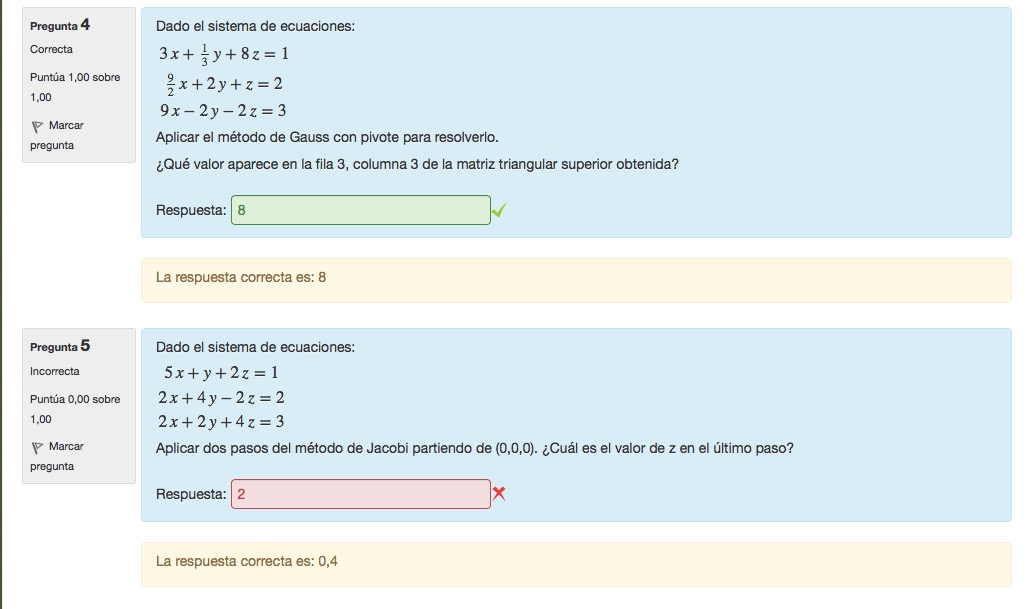 Pregunta 4
Correcta
Puntúa 1,00 sobre
1,00
Marcar
pregunta
Dado el sistema de ecuaciones:
3x + 1/3 y + 8z = 1
9/2 x + 2y + z = 2
9x − 2y − 2z = 3
Aplicar el método de Gauss con pivote para resolverlo.
¿Qué valor aparece en la fila 3, columna 3 de la matriz triangular superior obtenida?
Respuesta: 8
La respuesta correcta es: 8
Pregunta 5
Incorrecta
Puntúa 0,00 sobre
1,00
Marcar
pregunta
Dado el sistema de ecuaciones:
5x + y + 2z = 1
2x + 4y − 2z = 2
2x + 2y + 4z = 3
Aplicar dos pasos del método de Jacobi partiendo de (0,0,0). ¿Cuál es el valor de z en el último paso?
Respuesta: 2
La respuesta correcta es: 0,4